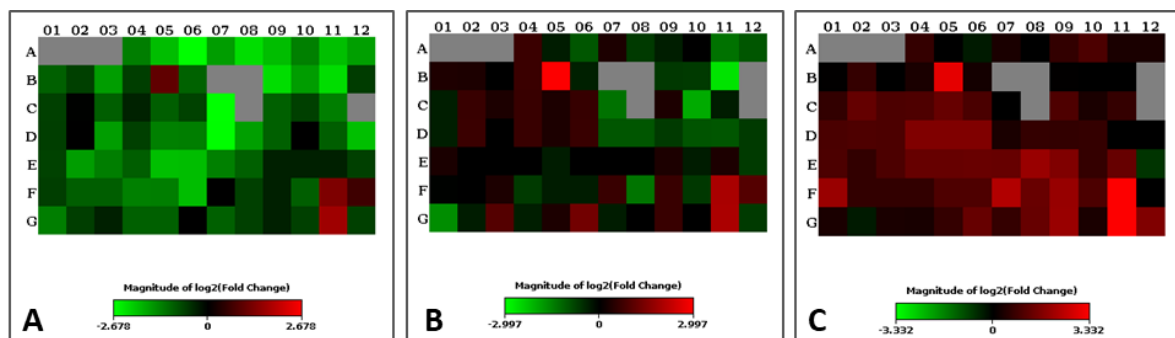 01 02 03 04 05 06 07 08 09 10 11 12
A
B
C
D
E
F
G
Magnitude of log2(Fold Change)
-2.678 0 2.678
A
01 02 03 04 05 06 07 08 09 10 11 12
A
B
C
D
E
F
G
Magnitude of log2(Fold Change)
-2.997 0 2.997
B
01 02 03 04 05 06 07 08 09 10 11 12
A
B
C
D
E
F
G
Magnitude of log2(Fold Change)
-3.332 0 3.332
C